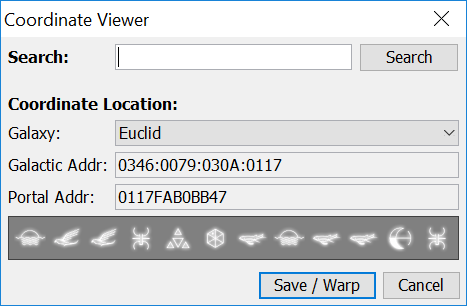 Coordinate Viewer
Search: Search
Coordinate Location:
Galaxy: Euclid
Galactic Addr: 0346:0079:030A:0117
Portal Addr: 0117FAB0BB47
Save / Warp Cancel